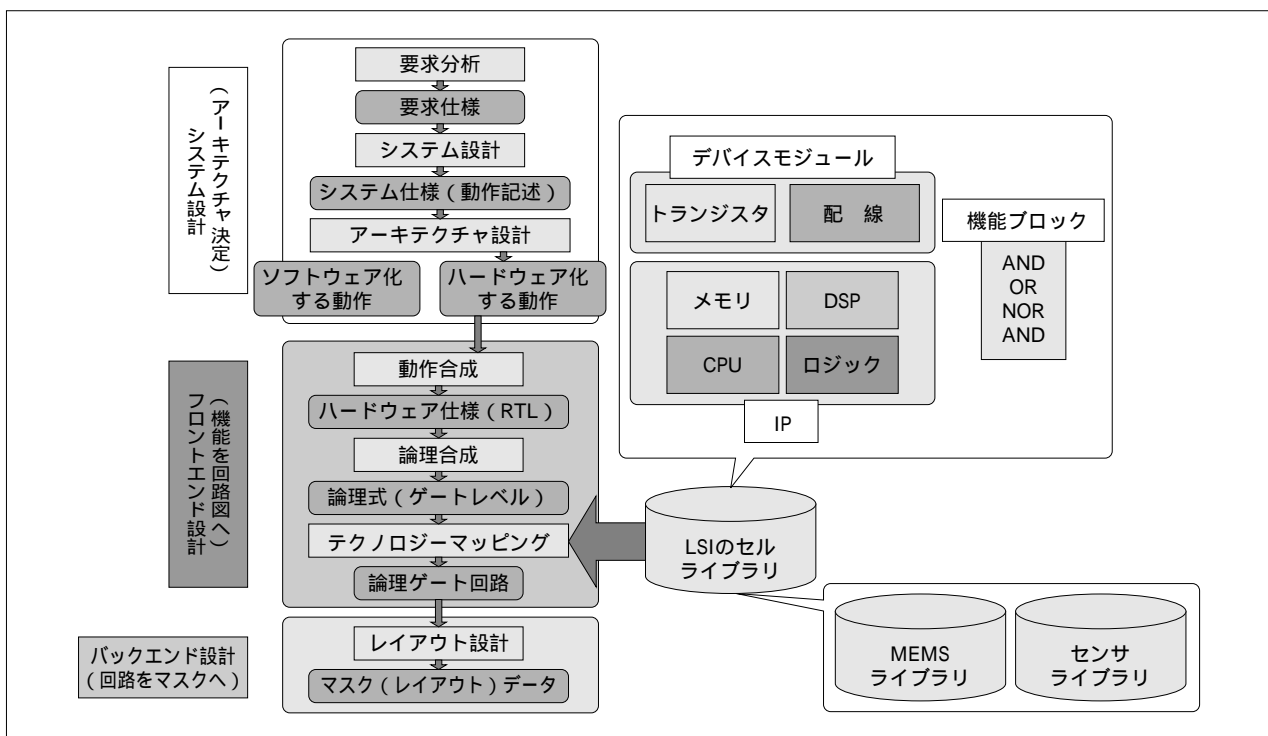 システム設計
(アーキテクチャ決定)
要求分析
要求仕様
システム設計
システム仕様(動作記述)
アーキテクチャ設計
ソフトウェア化
する動作
ハードウェア化
する動作
フロントエンド設計
(機能を回路図へ)
動作合成
ハードウェア仕様(RTL)
論理合成
論理式(ゲートレベル)
テクノロジーマッピング
論理ゲート回路
バックエンド設計
(回路をマスクへ)
レイアウト設計
マスク(レイアウト)データ
デバイスモジュール
トランジスタ
配 線
機能ブロック
AND
OR
NOR
AND
メモリ
DSP
CPU
ロジック
IP
LSIのセル
ライブラリ
MEMS
ライブラリ
センサ
ライブラリ